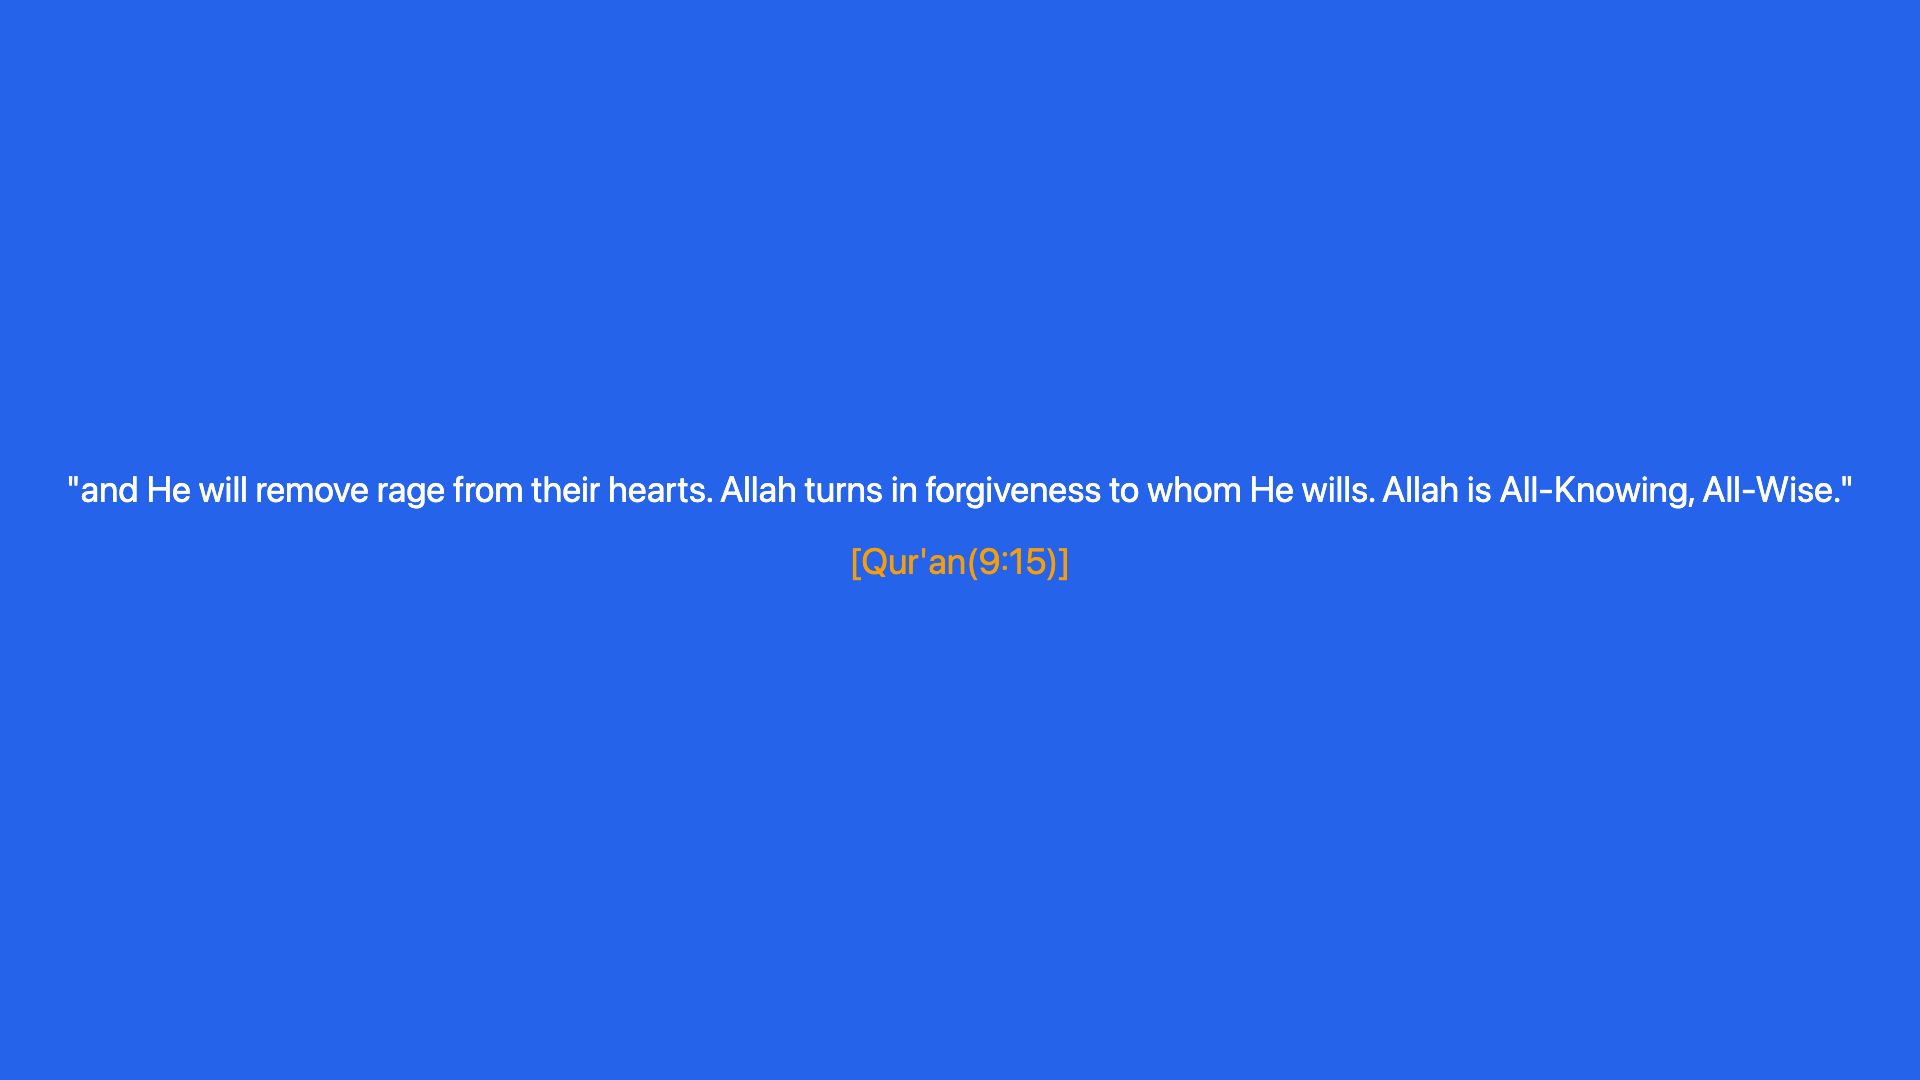 "and He will remove rage from their hearts. Allah turns in forgiveness to whom He wills. Allah is All-Knowing, All-Wise."
[Qur'an(9:15)]